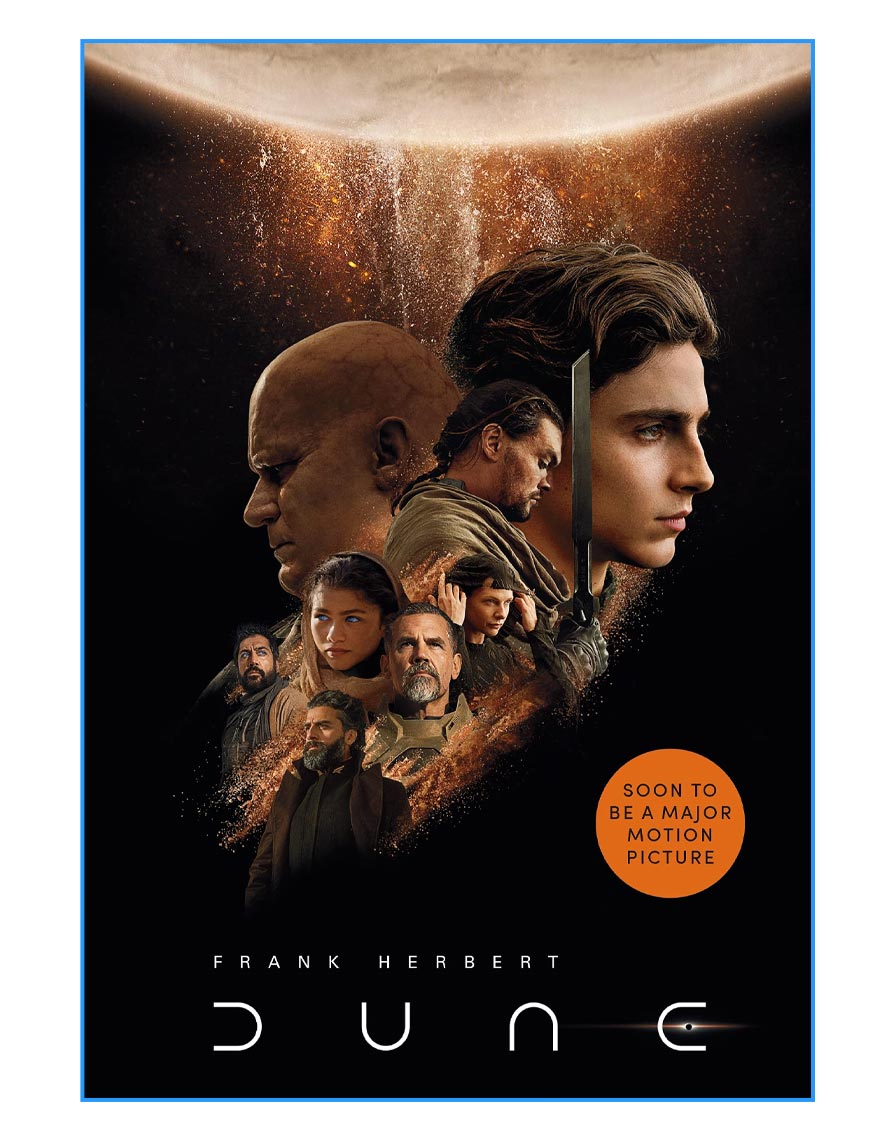 SOON TO
BE A MAJOR
MOTION
PICTURE
FRANK HERBERT
DUNE